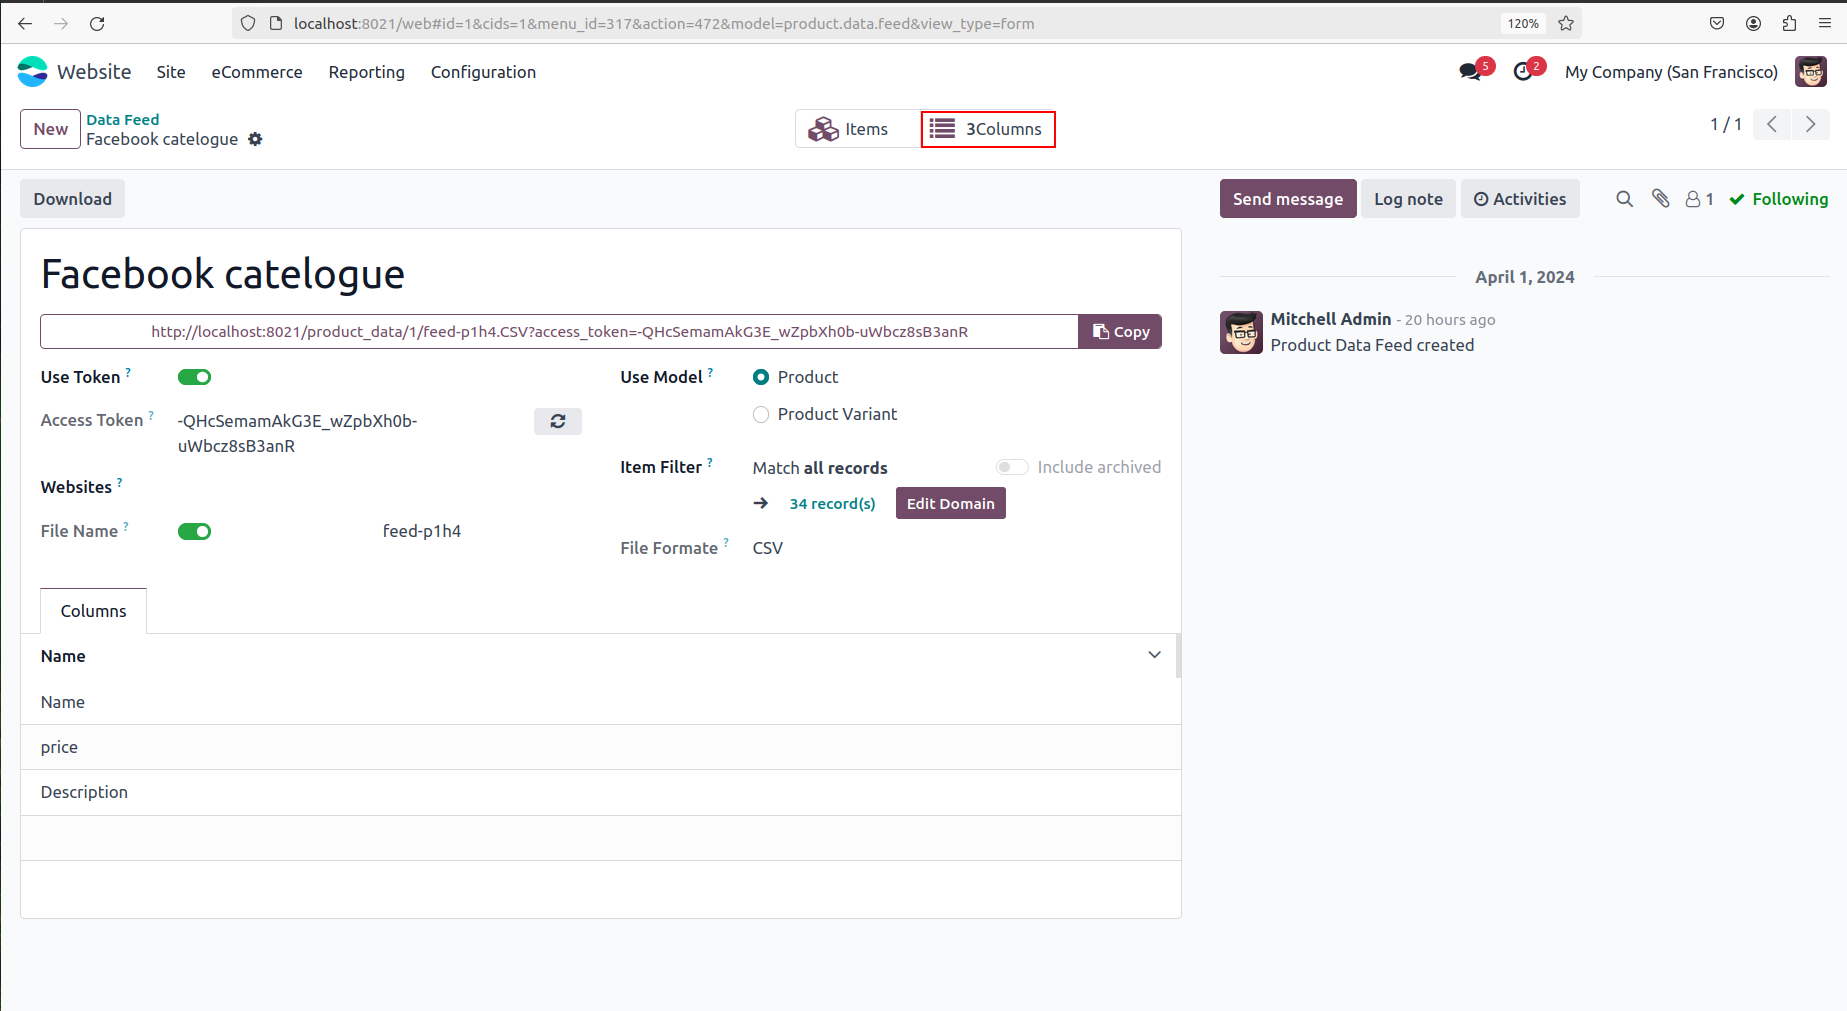 localhost:8021/web#id=1&cids=1&menu_id=317&action=472&model=product.data.feed&view_type=form
120%
Website Site eCommerce Reporting Configuration
5 2 My Company (San Francisco)
New
Data Feed
Facebook catelogue
Items
3Columns
1 / 1
Download
Send message Log note Activities 1 Following
Facebook catelogue
http://localhost:8021/product_data/1/feed-p1h4.CSV?access_token=-QHcSemamAkG3E_wZpbXh0b-uWbcz8sB3anR
Copy
Use Token ?
Access Token ? -QHcSemamAkG3E_wZpbXh0b-
uWbcz8sB3anR
Websites ?
File Name ? feed-p1h4
Use Model ? Product
Product Variant
Item Filter ? Match all records Include archived
34 record(s) Edit Domain
File Formate ? CSV
Columns
Name
Name
price
Description
April 1, 2024
Mitchell Admin - 20 hours ago
Product Data Feed created